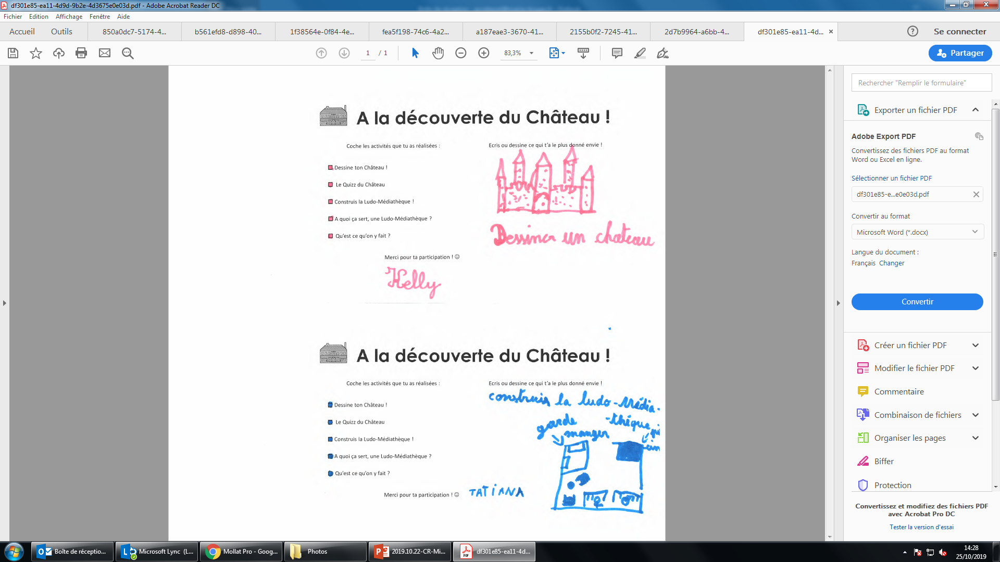 df301e85-ea11-4d9d-9b2e-4d3675e0e03d.pdf - Adobe Acrobat Reader DC
Fichier Edition Affichage Fenêtre Aide
Accueil Outils 850a0dc7-5174-4... b561efd8-d898-40... 1f38564e-0f84-4e... fea5f198-74c6-4a2... a187eae3-3670-41... 2155b0f2-7245-41... 2d7b9964-a6bb-4... df301e85-ea11-4d... Se connecter
1 / 1 83,3% Partager
Rechercher "Remplir le formulaire"
Exporter un fichier PDF
Adobe Export PDF
Convertissez des fichiers PDF au format
Word ou Excel en ligne.
Sélectionner un fichier PDF
df301e85-e...e0e03d.pdf
Convertir au format
Microsoft Word (*.docx)
Langue du document :
Français Changer
Convertir
Créer un fichier PDF
Modifier le fichier PDF
Commentaire
Combinaison de fichiers
Organiser les pages
Biffer
Protection
Convertissez et modifiez des fichiers PDF
avec Acrobat Pro DC
Tester la version d'essai
A la découverte du Château !
Coche les activités que tu as réalisées :
Dessine ton Château !
Le Quizz du Château
Construis la Ludo-Médiathèque !
A quoi ça sert, une Ludo-Médiathèque ?
Qu'est ce qu'on y fait ?
Merci pour ta participation ! ☺
Kelly
Ecris ou dessine ce qui t'a le plus donné envie !
Dessiner un chateau
A la découverte du Château !
Coche les activités que tu as réalisées :
Dessine ton Château !
Le Quizz du Château
Construis la Ludo-Médiathèque !
A quoi ça sert, une Ludo-Médiathèque ?
Qu'est ce qu'on y fait ?
Merci pour ta participation ! ☺
TATiANA
Ecris ou dessine ce qui t'a le plus donné envie !
construis la ludo-Média-
-thèque
garde
manger
Boîte de réceptio... Microsoft Lync (L... Mollat Pro - Goog... Photos 2019.10.22-CR-Mi... df301e85-ea11-4d...
14:28
25/10/2019